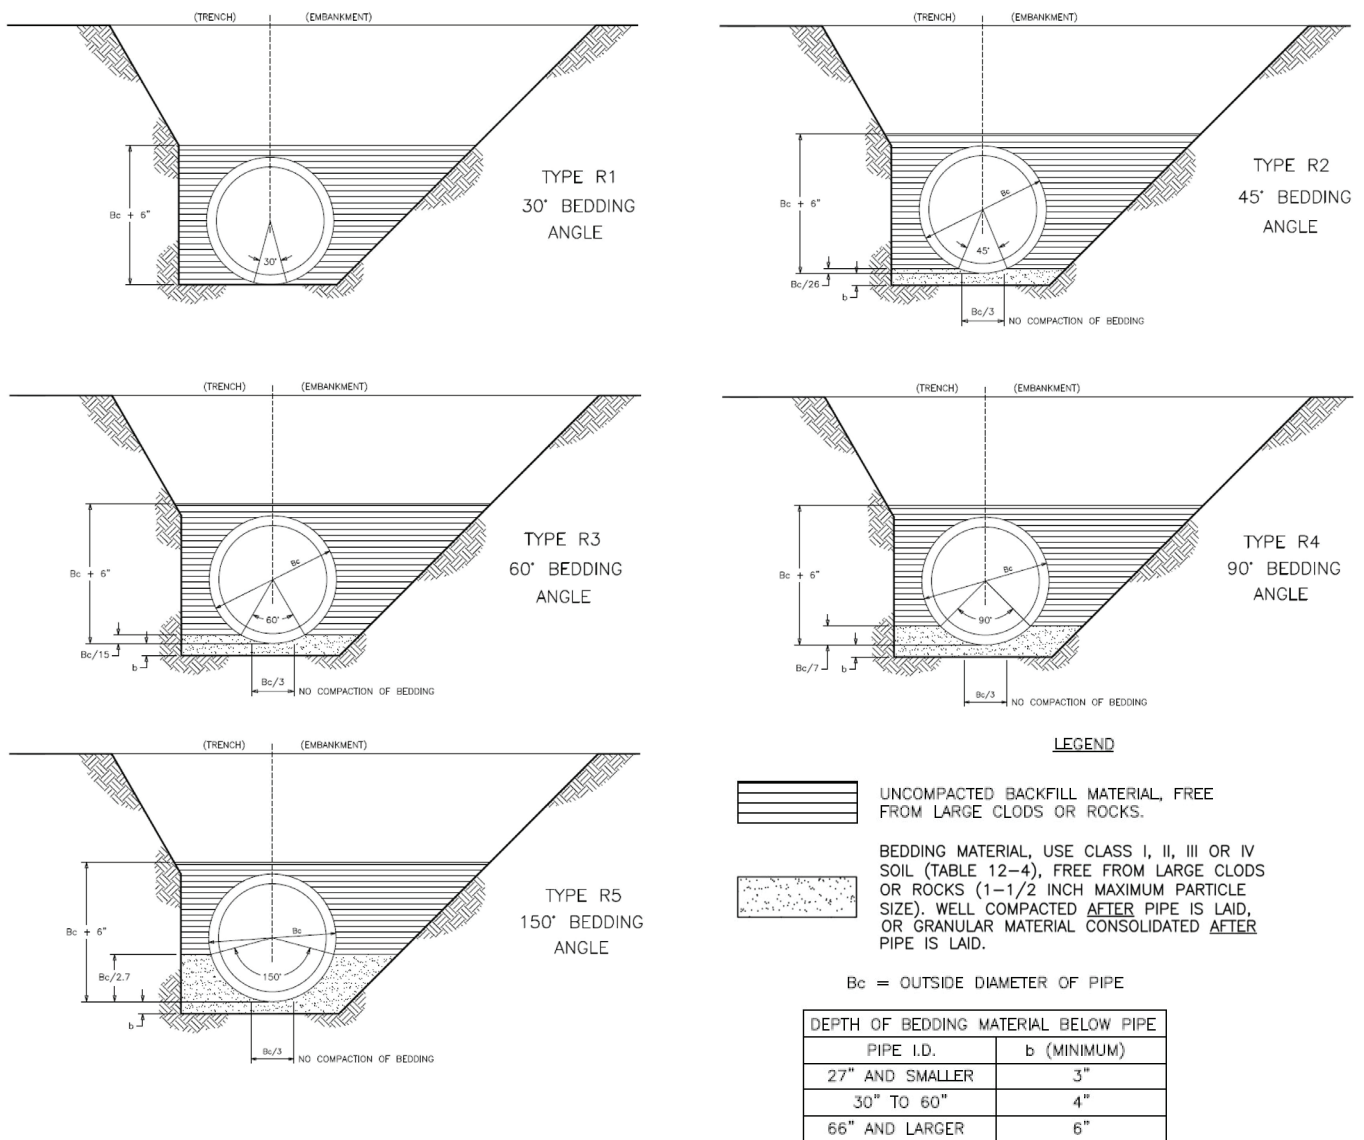 (TRENCH) (EMBANKMENT)
Bc + 6"
30°
TYPE R1
30° BEDDING
ANGLE
(TRENCH) (EMBANKMENT)
Bc + 6"
Bc
45°
Bc/26
b
Bc/3
NO COMPACTION OF BEDDING
TYPE R2
45° BEDDING
ANGLE
(TRENCH) (EMBANKMENT)
Bc + 6"
Bc
60°
Bc/15
b
Bc/3
NO COMPACTION OF BEDDING
TYPE R3
60° BEDDING
ANGLE
(TRENCH) (EMBANKMENT)
Bc + 6"
Bc
90°
Bc/7
b
Bc/3
NO COMPACTION OF BEDDING
TYPE R4
90° BEDDING
ANGLE
(TRENCH) (EMBANKMENT)
Bc + 6"
Bc
150°
Bc/2.7
b
Bc/3
NO COMPACTION OF BEDDING
TYPE R5
150° BEDDING
ANGLE
LEGEND
UNCOMPACTED BACKFILL MATERIAL, FREE
FROM LARGE CLODS OR ROCKS.
BEDDING MATERIAL, USE CLASS I, II, III OR IV
SOIL (TABLE 12-4), FREE FROM LARGE CLODS
OR ROCKS (1-1/2 INCH MAXIMUM PARTICLE
SIZE). WELL COMPACTED AFTER PIPE IS LAID,
OR GRANULAR MATERIAL CONSOLIDATED AFTER
PIPE IS LAID.
Bc = OUTSIDE DIAMETER OF PIPE
DEPTH OF BEDDING MATERIAL BELOW PIPE
PIPE I.D. b (MINIMUM)
27" AND SMALLER 3"
30" TO 60" 4"
66" AND LARGER 6"